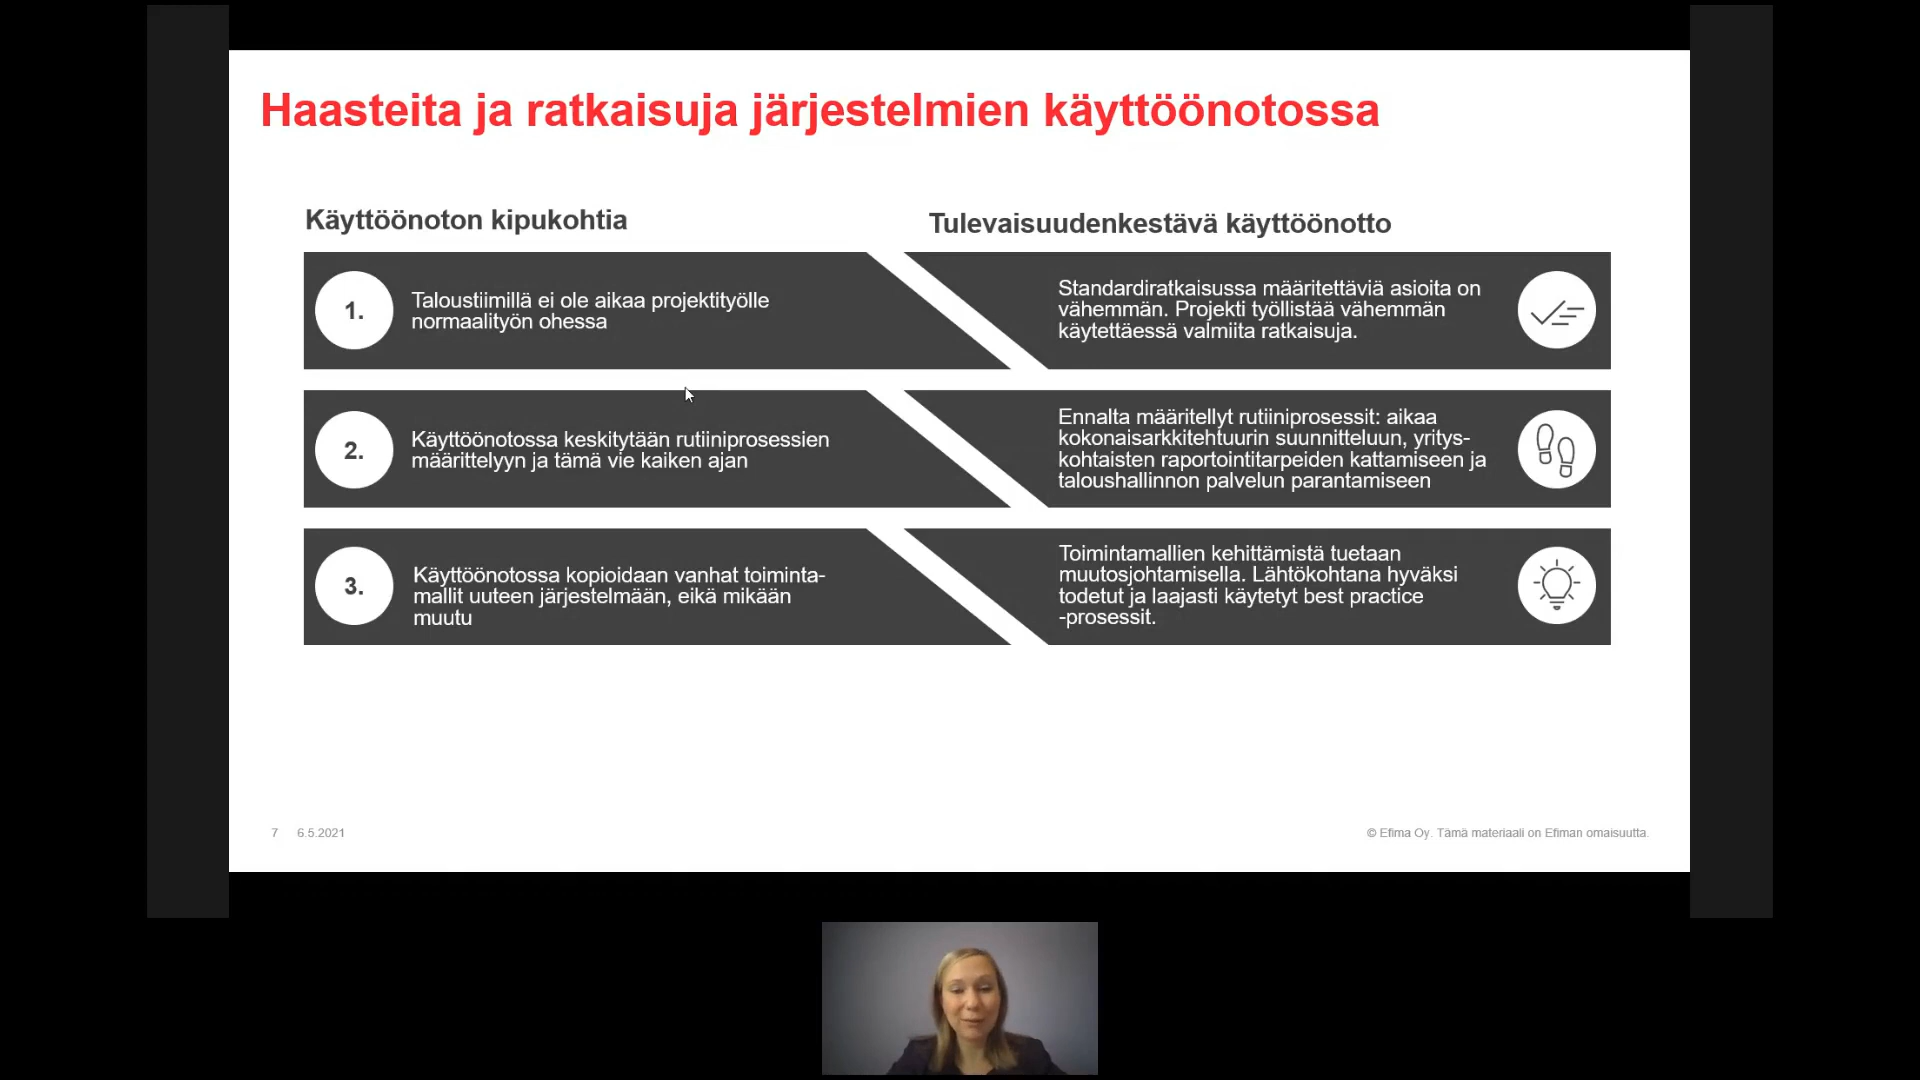 Haasteita ja ratkaisuja järjestelmien käyttöönotossa
Käyttöönoton kipukohtia
Tulevaisuudenkestävä käyttöönotto
1.
Taloustiimillä ei ole aikaa projektityölle
normaalityön ohessa
Standardiratkaisussa määritettäviä asioita on
vähemmän. Projekti työllistää vähemmän
käytettäessä valmiita ratkaisuja.
2.
Käyttöönotossa keskitytään rutiiniprosessien
määrittelyyn ja tämä vie kaiken ajan
Ennalta määritellyt rutiiniprosessit: aikaa
kokonaisarkkitehtuurin suunnitteluun, yritys-
kohtaisten raportointitarpeiden kattamiseen ja
taloushallinnon palvelun parantamiseen
3.
Käyttöönotossa kopioidaan vanhat toiminta-
mallit uuteen järjestelmään, eikä mikään
muutu
Toimintamallien kehittämistä tuetaan
muutosjohtamisella. Lähtökohtana hyväksi
todetut ja laajasti käytetyt best practice
-prosessit.
7 6.5.2021
© Efima Oy. Tämä materiaali on Efiman omaisuutta.